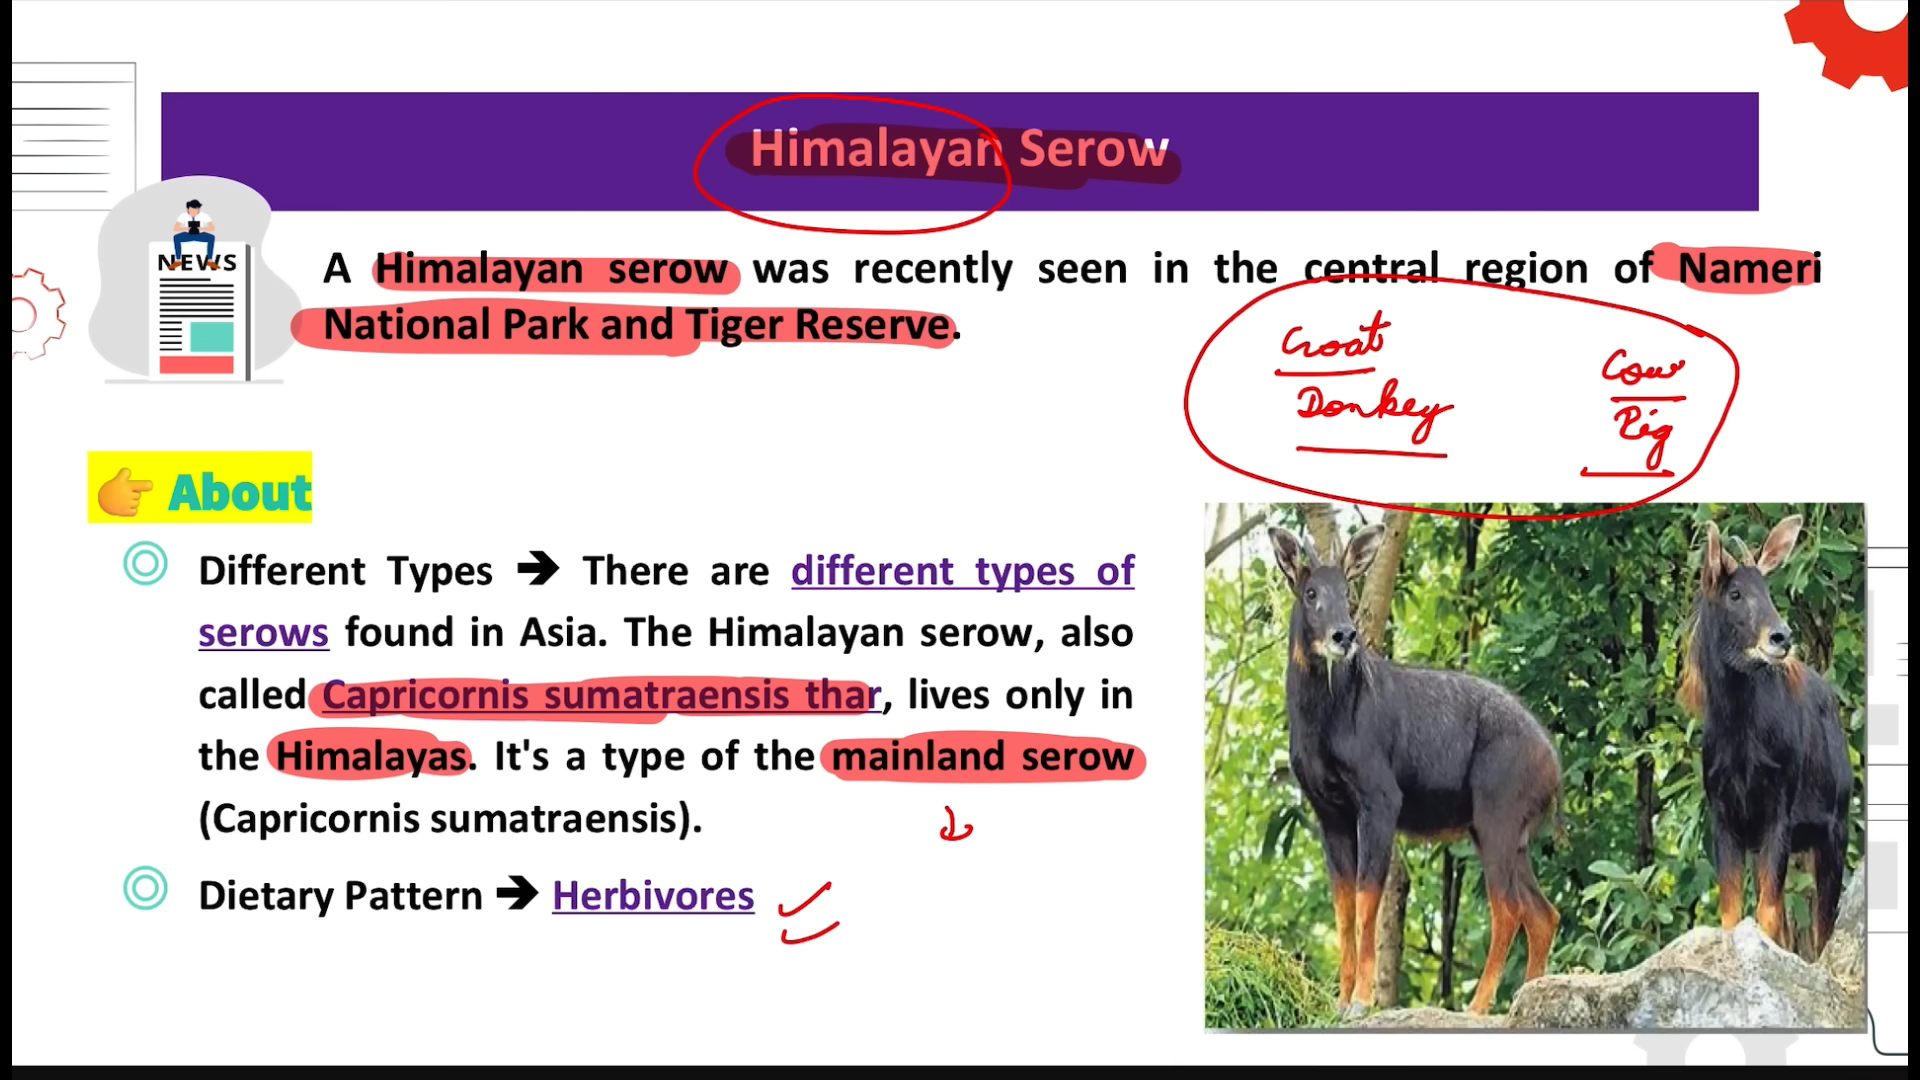 Himalayan Serow
NEWS
A Himalayan serow was recently seen in the central region of Nameri
National Park and Tiger Reserve.
Goat
Donkey
Cow
Pig
👉 About
Different Types ➔ There are different types of
serows found in Asia. The Himalayan serow, also
called Capricornis sumatraensis thar, lives only in
the Himalayas. It's a type of the mainland serow
(Capricornis sumatraensis).
Dietary Pattern ➔ Herbivores